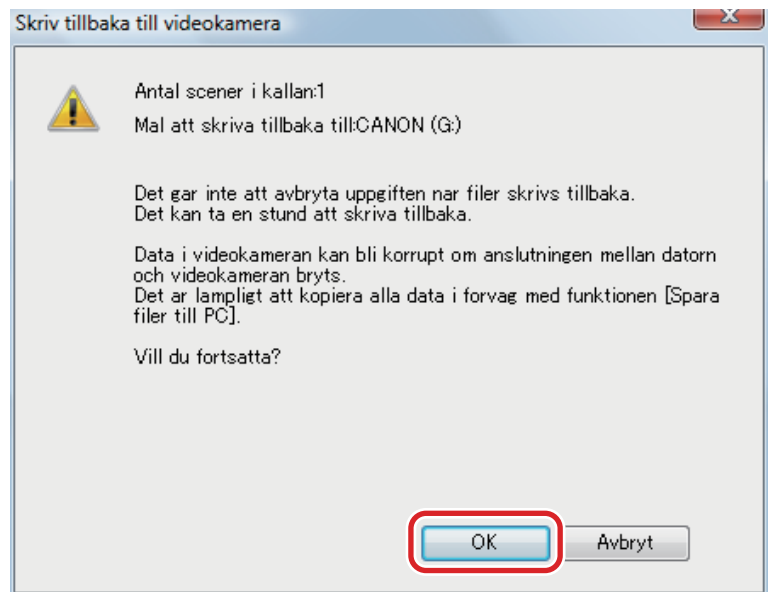 Skriv tillbaka till videokamera
Antal scener i kallan:1
Mal att skriva tillbaka till:CANON (G:)
Det gar inte att avbryta uppgiften nar filer skrivs tillbaka.
Det kan ta en stund att skriva tillbaka.
Data i videokameran kan bli korrupt om anslutningen mellan datorn
och videokameran bryts.
Det ar lampligt att kopiera alla data i forvag med funktionen [Spara
filer till PC].
Vill du fortsatta?
OK
Avbryt